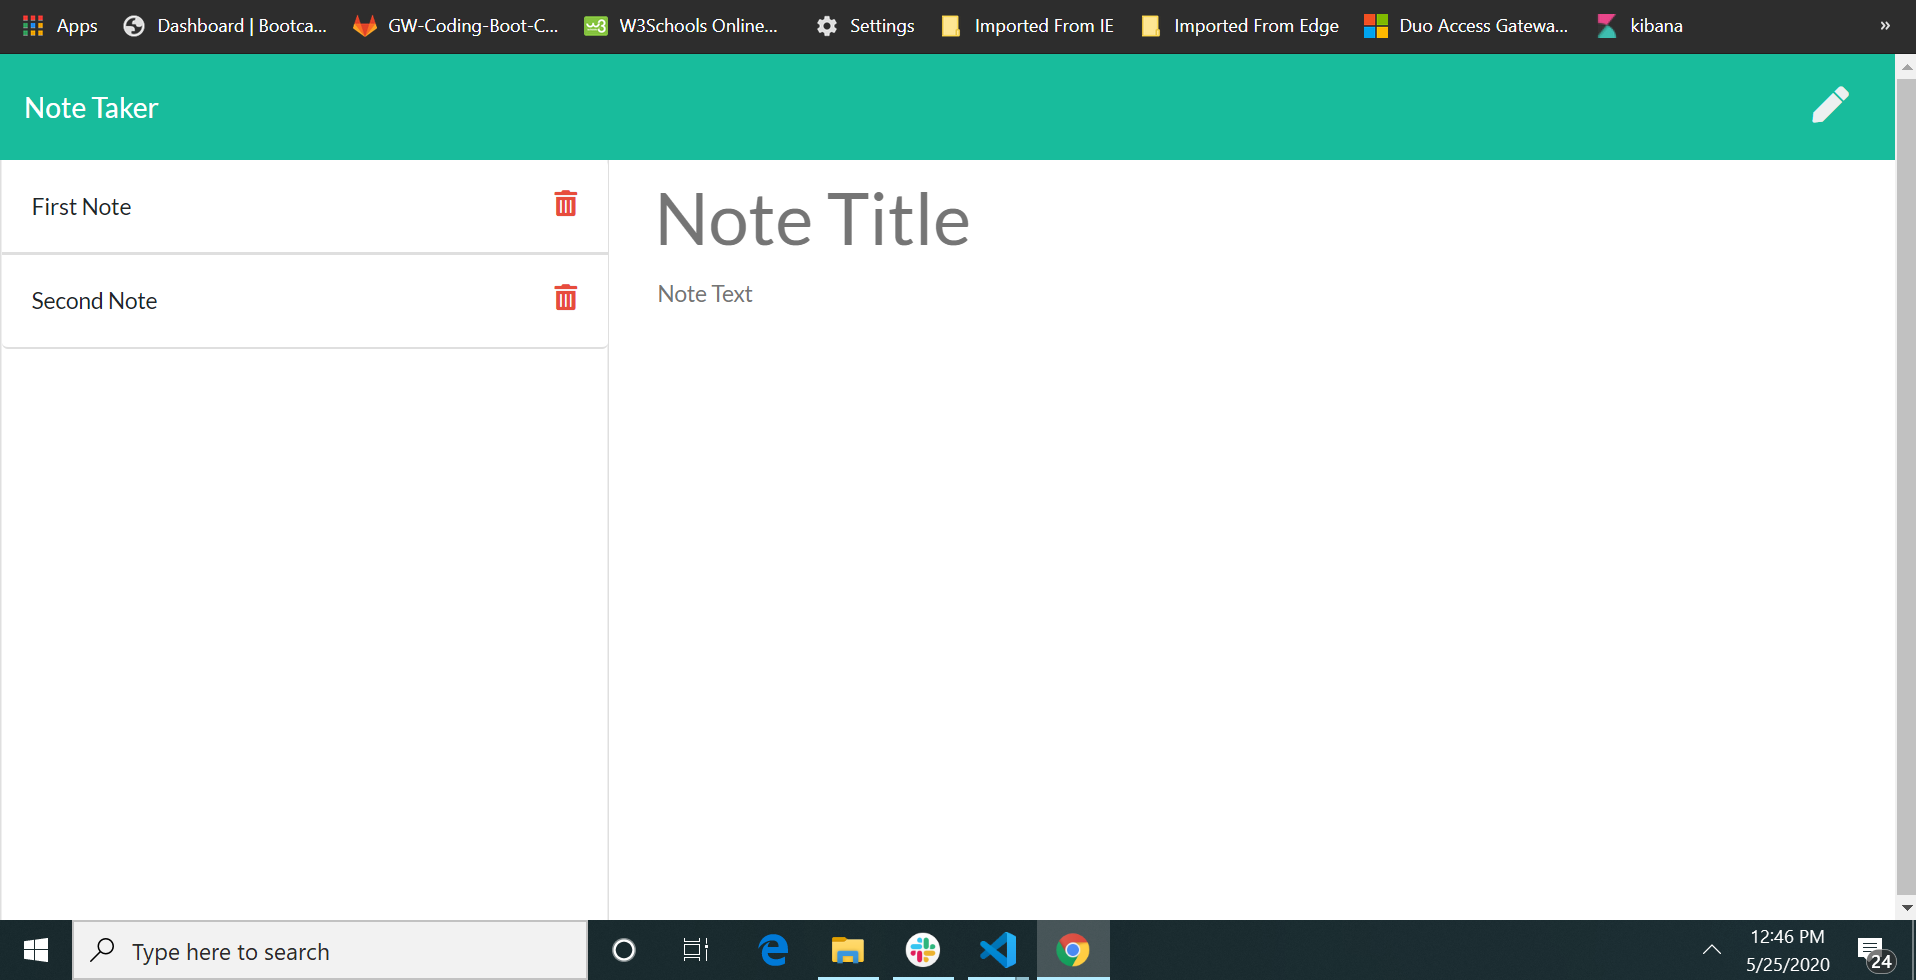 Apps Dashboard | Bootca... GW-Coding-Boot-C... W3Schools Online... Settings Imported From IE Imported From Edge Duo Access Gatewa... kibana »
Note Taker
First Note
Second Note
Note Title
Note Text
Type here to search
12:46 PM
5/25/2020
24